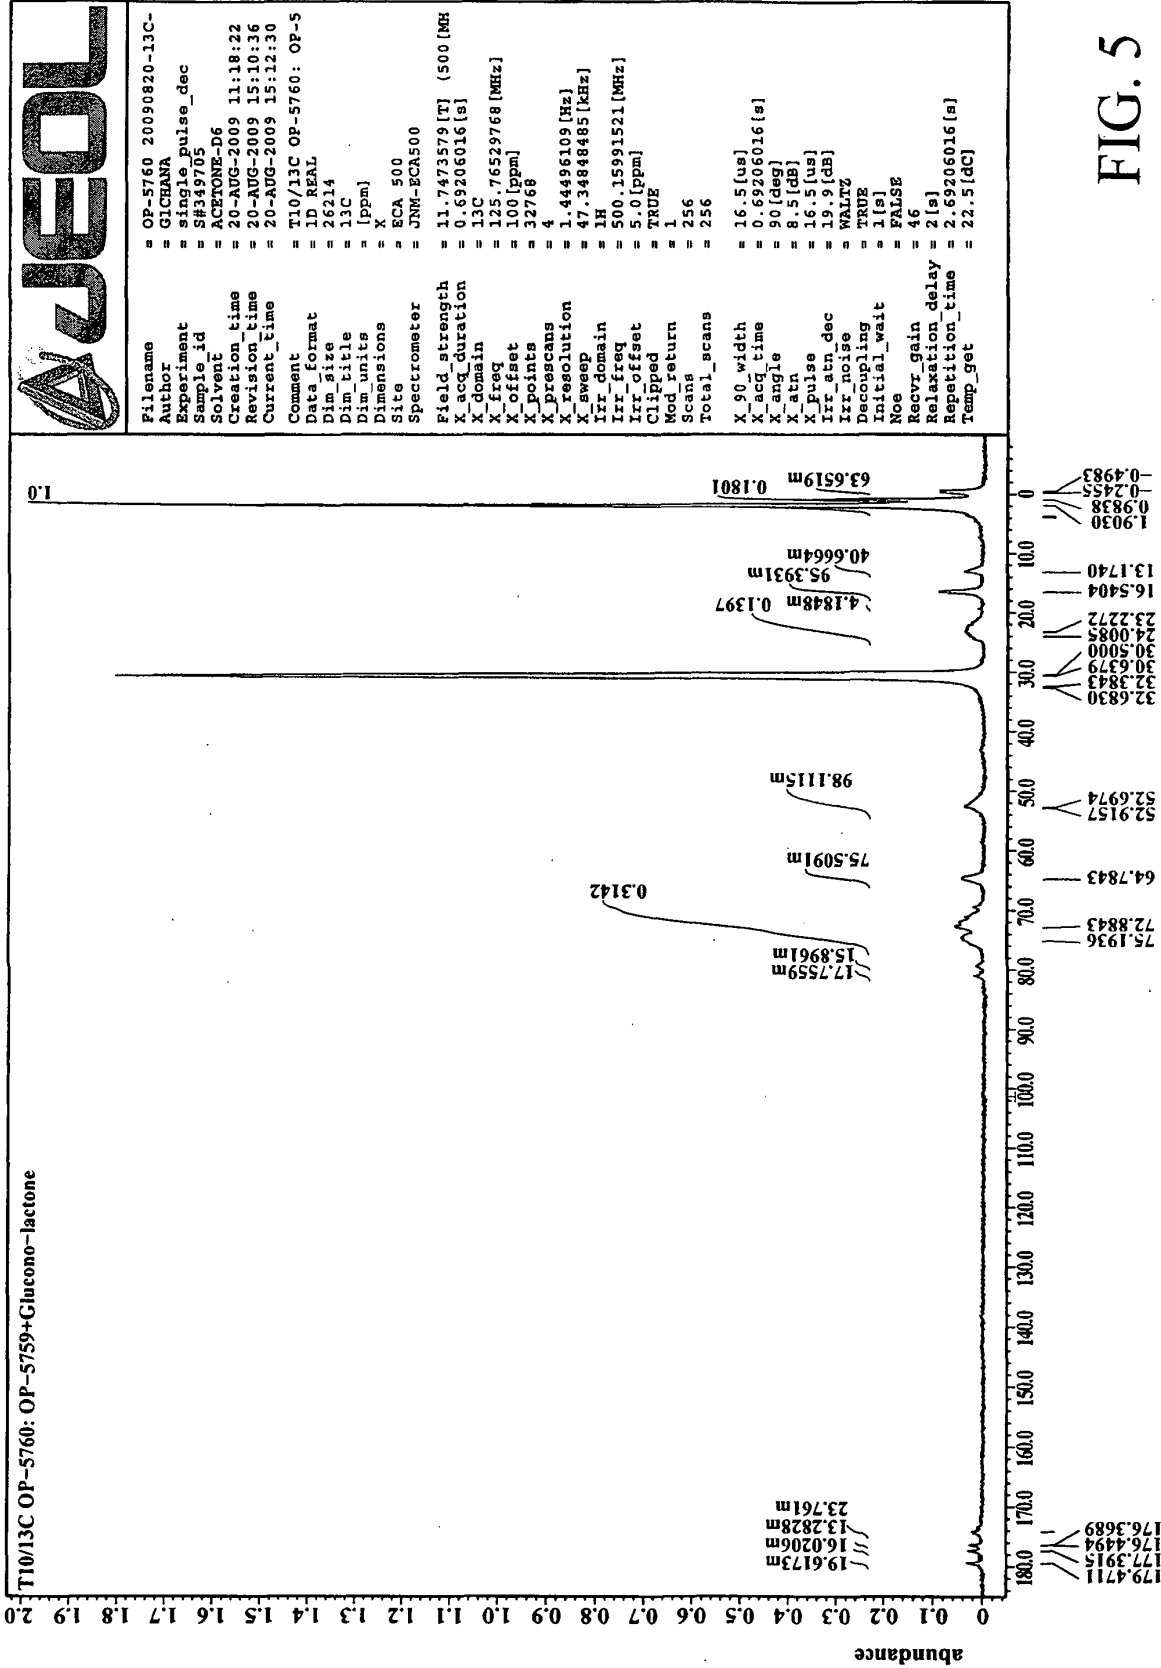 JEOL
Filename = OP-5760 20090820-13C-
Author = GlCHANA
Experiment = single_pulse_dec
Sample_id = S#349705
Solvent = ACETONE-D6
Creation_time = 20-AUG-2009 11:18:22
Revision_time = 20-AUG-2009 15:10:36
Current_time = 20-AUG-2009 15:12:30
Comment = T10/13C OP-5760: OP-5
Data_format = 1D REAL
Dim_size = 26214
Dim_title = 13C
Dim_units = [ppm]
Dimensions = X
Site = ECA 500
Spectrometer = JNM-ECA500
Field_strength = 11.7473579[T] (500[MH
X_acq_duration = 0.69206016[s]
X_domain = 13C
X_freq = 125.76529768[MHz]
X_offset = 100[ppm]
X_points = 32768
X_prescans = 4
X_resolution = 1.44496109[Hz]
X_sweep = 47.34848485[kHz]
Irr_domain = 1H
Irr_freq = 500.15991521[MHz]
Irr_offset = 5.0[ppm]
Clipped = TRUE
Mod_return = 1
Scans = 256
Total_scans = 256
X_90_width = 16.5[us]
X_acq_time = 0.69206016[s]
X_angle = 90[deg]
X_atn = 8.5[dB]
X_pulse = 16.5[us]
Irr_atn_dec = 19.9[dB]
Irr_noise = WALTZ
Decoupling = TRUE
Initial_wait = 1[s]
Noe = FALSE
Recvr_gain = 46
Relaxation_delay = 2[s]
Repetition_time = 2.69206016[s]
Temp_get = 22.5[dC]
T10/13C OP-5760: OP-5759+Glucono-lactone
abundance
2.0
1.9
1.8
1.7
1.6
1.5
1.4
1.3
1.2
1.1
1.0
0.9
0.8
0.7
0.6
0.5
0.4
0.3
0.2
0.1
0
19.6173m
16.0206m
13.2828m
23.761m
17.7559m
15.8961m
0.3142
75.5091m
98.1115m
0.1397
4.1848m
95.3931m
40.6664m
0.1801
63.6519m
1.0
180.0 170.0 160.0 150.0 140.0 130.0 120.0 110.0 100.0 90.0 80.0 70.0 60.0 50.0 40.0 30.0 20.0 10.0 0
179.4711
177.3915
176.4494
176.3689
75.1936
72.8843
64.7843
52.9157
52.6974
32.6830
32.3843
30.6379
30.5000
24.0085
23.2272
16.5404
13.1740
1.9030
0.9838
-0.2455
-0.4983
FIG. 5